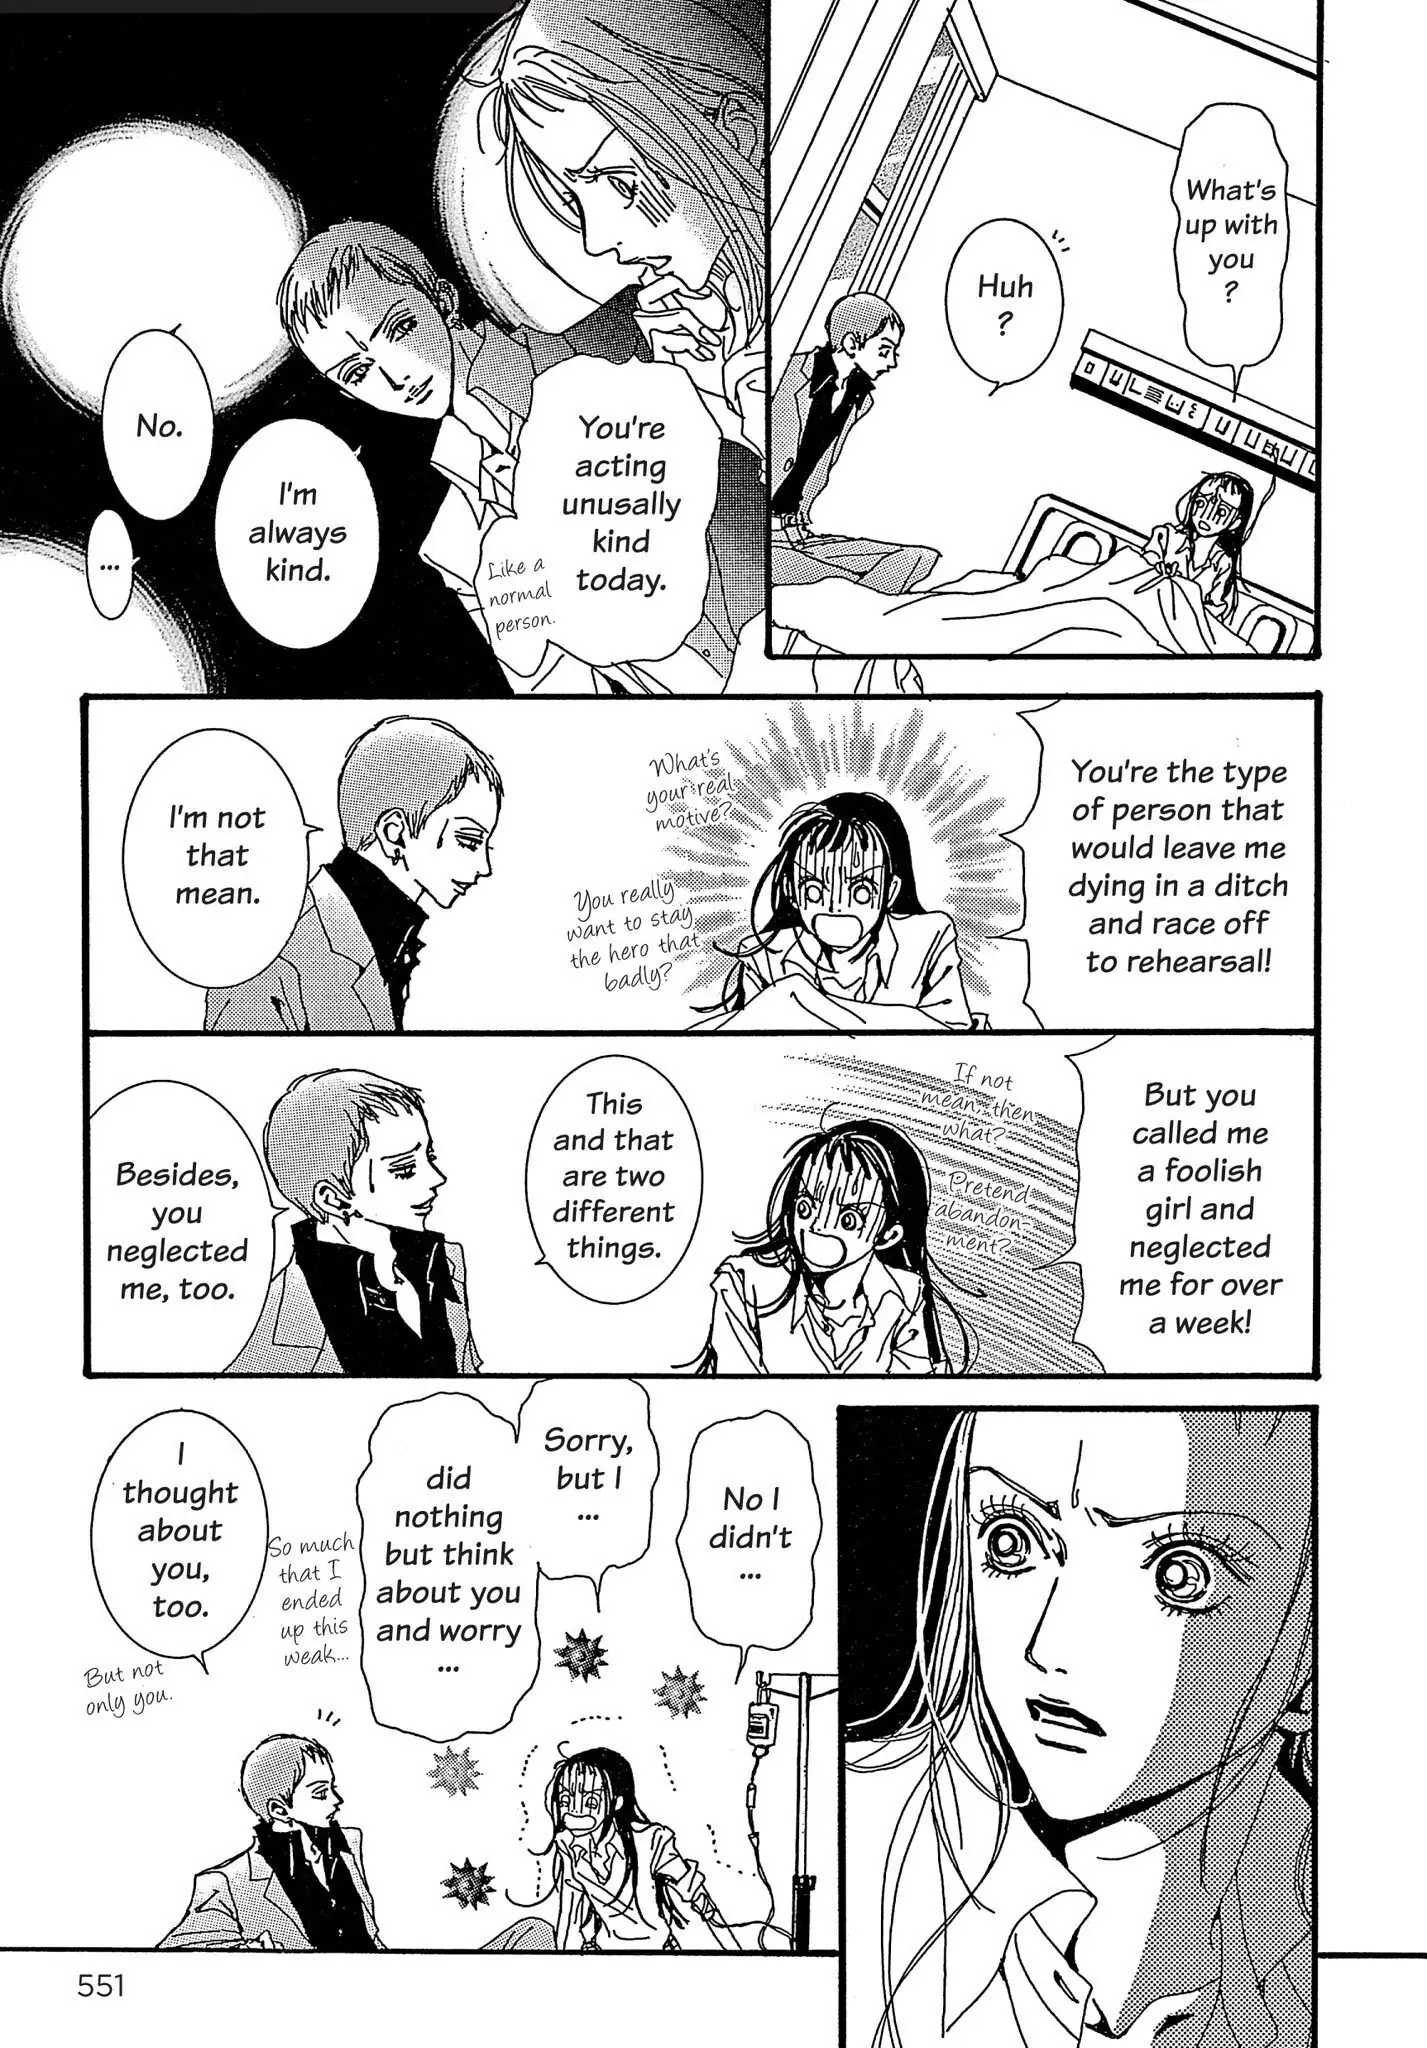 What's
up with
you
?
Huh
?
You're
acting
unusally
kind
today.
Like a
normal
person.
I'm
always
kind.
No.
...
You're the type
of person that
would leave me
dying in a ditch
and race off
to rehearsal!
What's
your real
motive?
You really
want to stay
the hero that
badly?
I'm not
that
mean.
But you
called me
a foolish
girl and
neglected
me for over
a week!
If not
mean, then
what?
Pretend
abandon-
ment?
This
and that
are two
different
things.
Besides,
you
neglected
me, too.
No I
didn't
...
Sorry,
but I
...
did
nothing
but think
about you
and worry
...
So much
that I
ended
up this
weak...
I
thought
about
you,
too.
But not
only you.
551